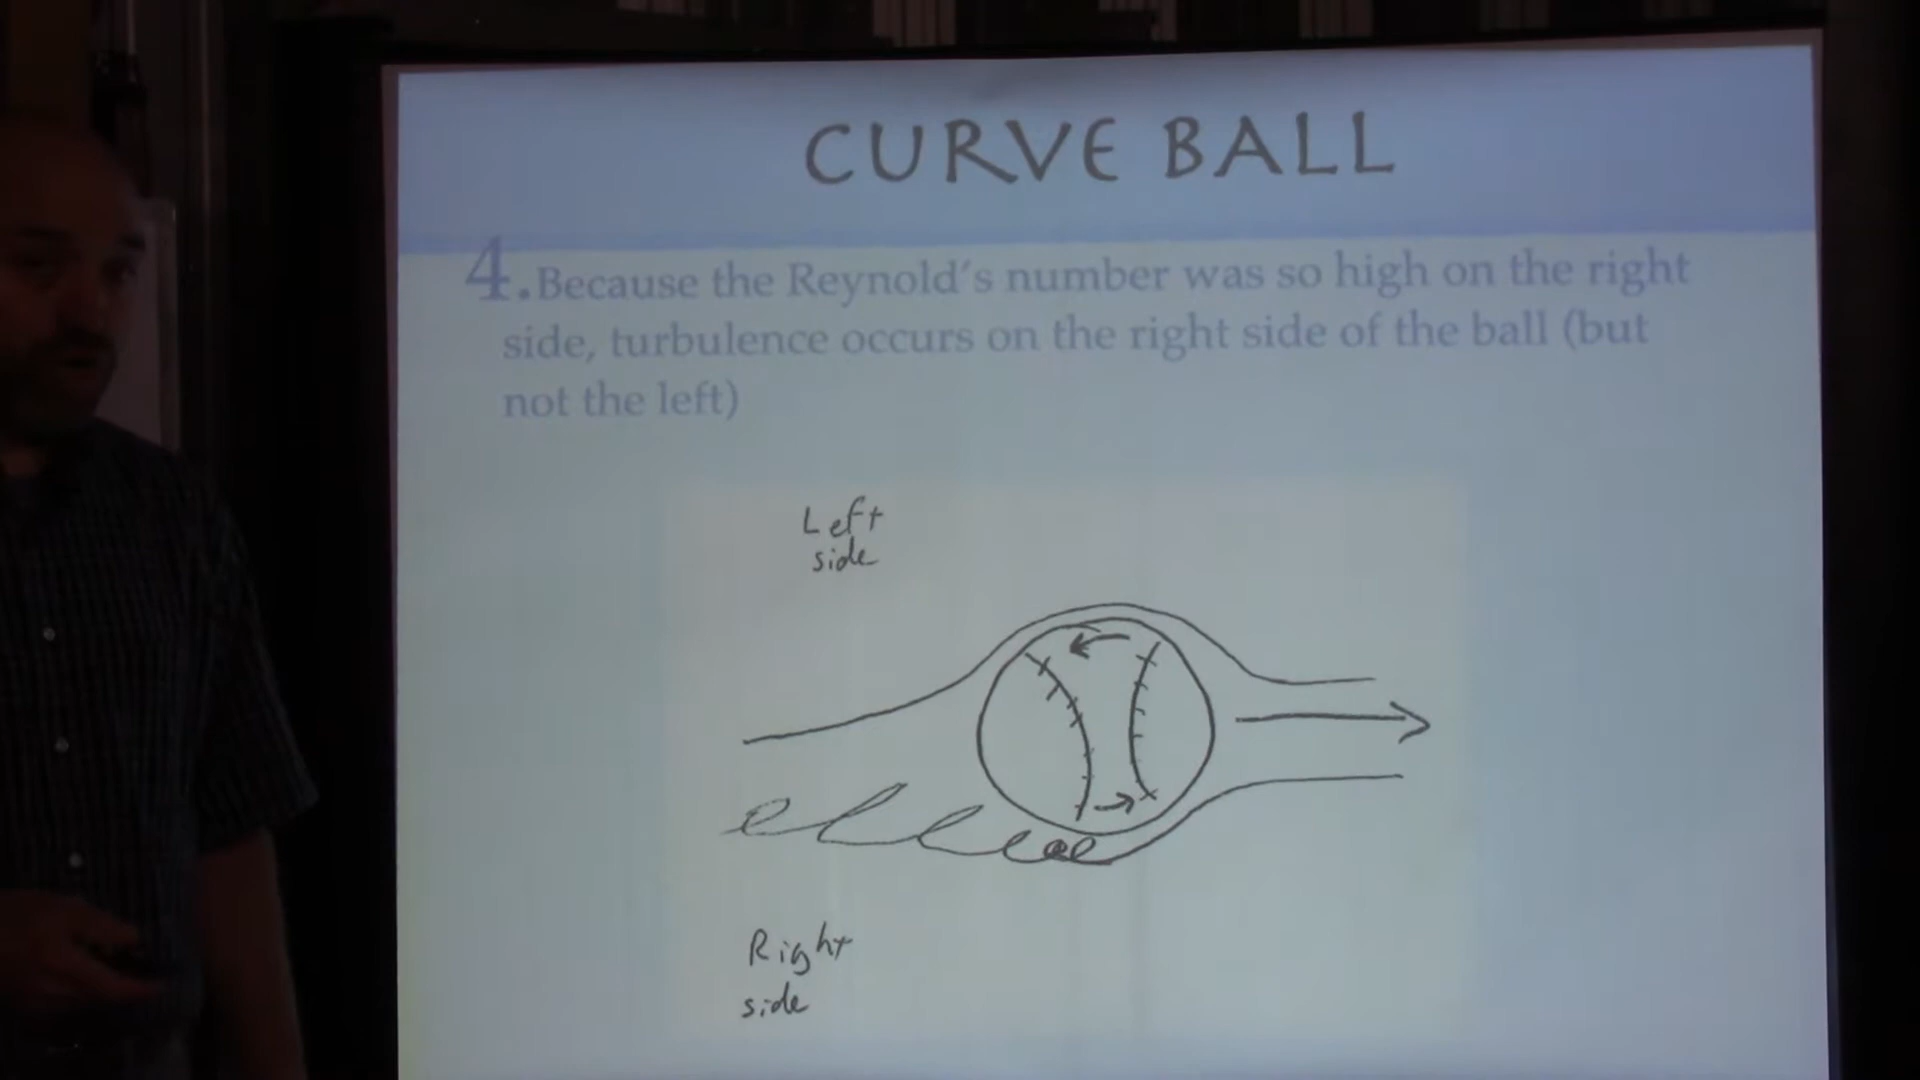 CURVE BALL
4. Because the Reynold's number was so high on the right
side, turbulence occurs on the right side of the ball (but
not the left)
Left
side
Right
side